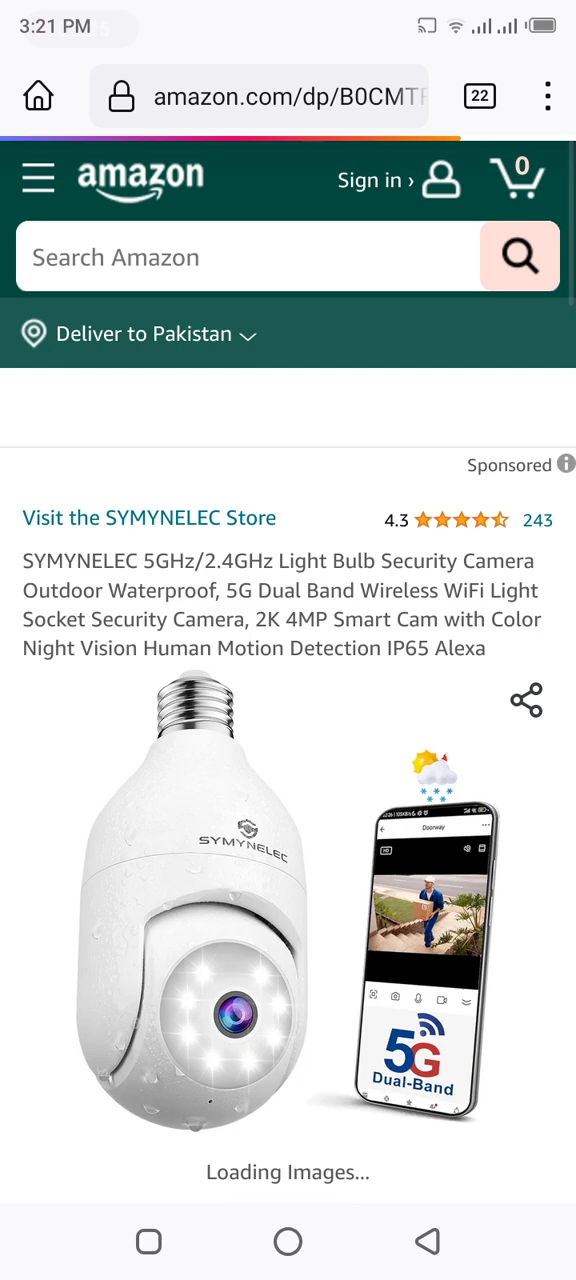 3:21 PM
amazon.com/dp/B0CMT
22
amazon
Sign in ›
0
Search Amazon
Deliver to Pakistan
Sponsored
Visit the SYMYNELEC Store
4.3
243
SYMYNELEC 5GHz/2.4GHz Light Bulb Security Camera
Outdoor Waterproof, 5G Dual Band Wireless WiFi Light
Socket Security Camera, 2K 4MP Smart Cam with Color
Night Vision Human Motion Detection IP65 Alexa
SYMYNELEC
Doorway
HD
5G
Dual-Band
Loading Images...